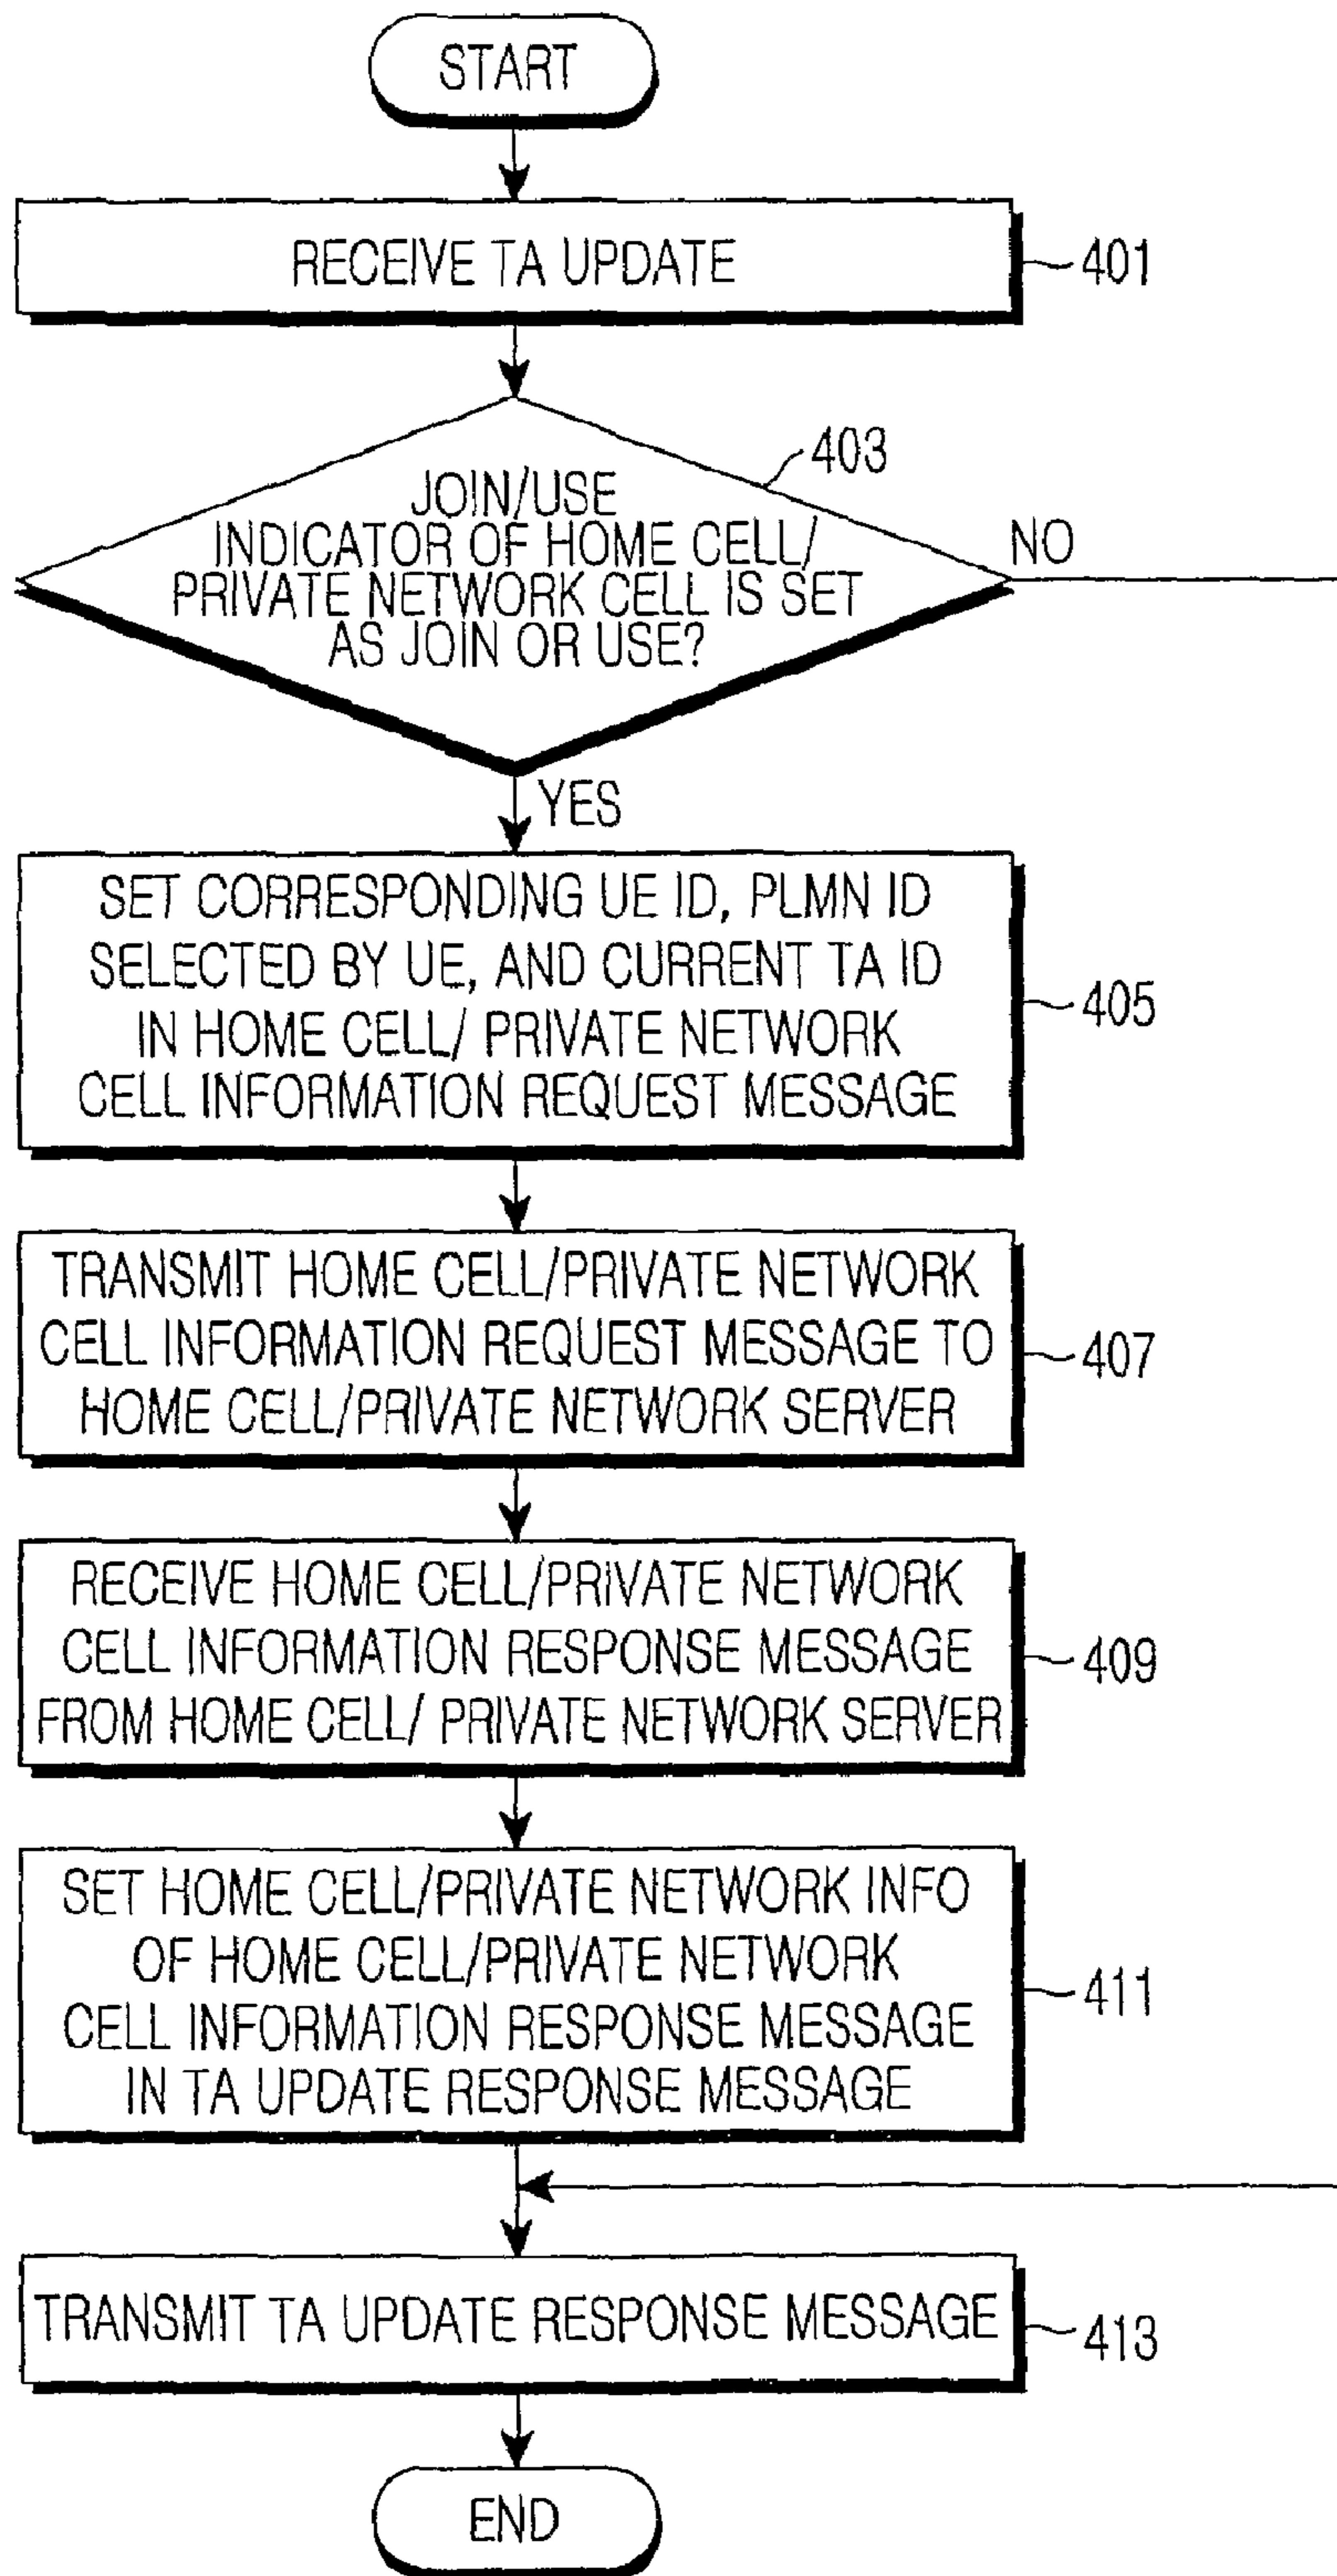 START
RECEIVE TA UPDATE
401
403
JOIN/USE
INDICATOR OF HOME CELL/
PRIVATE NETWORK CELL IS SET
AS JOIN OR USE?
NO
YES
SET CORRESPONDING UE ID, PLMN ID
SELECTED BY UE, AND CURRENT TA ID
IN HOME CELL/ PRIVATE NETWORK
CELL INFORMATION REQUEST MESSAGE
405
TRANSMIT HOME CELL/PRIVATE NETWORK
CELL INFORMATION REQUEST MESSAGE TO
HOME CELL/PRIVATE NETWORK SERVER
407
RECEIVE HOME CELL/PRIVATE NETWORK
CELL INFORMATION RESPONSE MESSAGE
FROM HOME CELL/ PRIVATE NETWORK SERVER
409
SET HOME CELL/PRIVATE NETWORK INFO
OF HOME CELL/PRIVATE NETWORK
CELL INFORMATION RESPONSE MESSAGE
IN TA UPDATE RESPONSE MESSAGE
411
TRANSMIT TA UPDATE RESPONSE MESSAGE
413
END